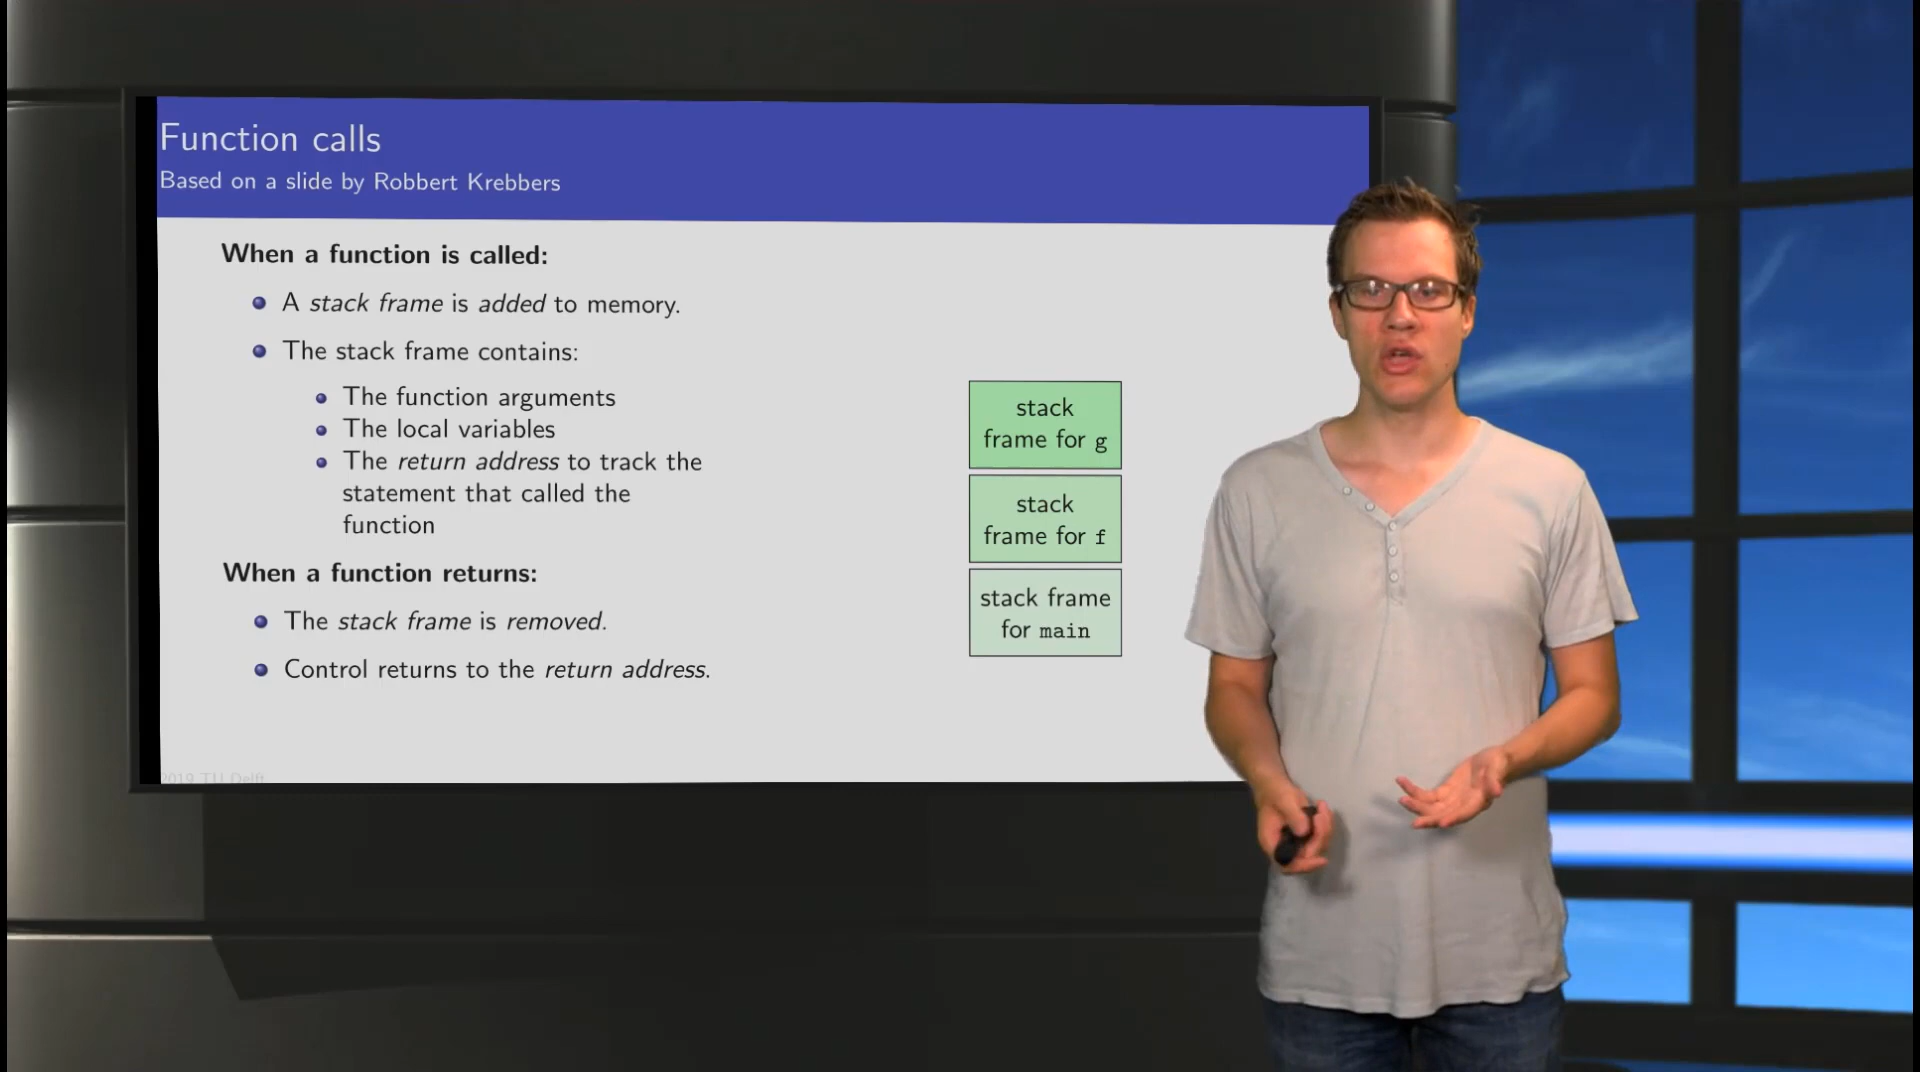 Function calls
Based on a slide by Robbert Krebbers
When a function is called:
A stack frame is added to memory.
The stack frame contains:
The function arguments
The local variables
The return address to track the
statement that called the
function
When a function returns:
The stack frame is removed.
Control returns to the return address.
stack
frame for g
stack
frame for f
stack frame
for main
2019 TU Delft